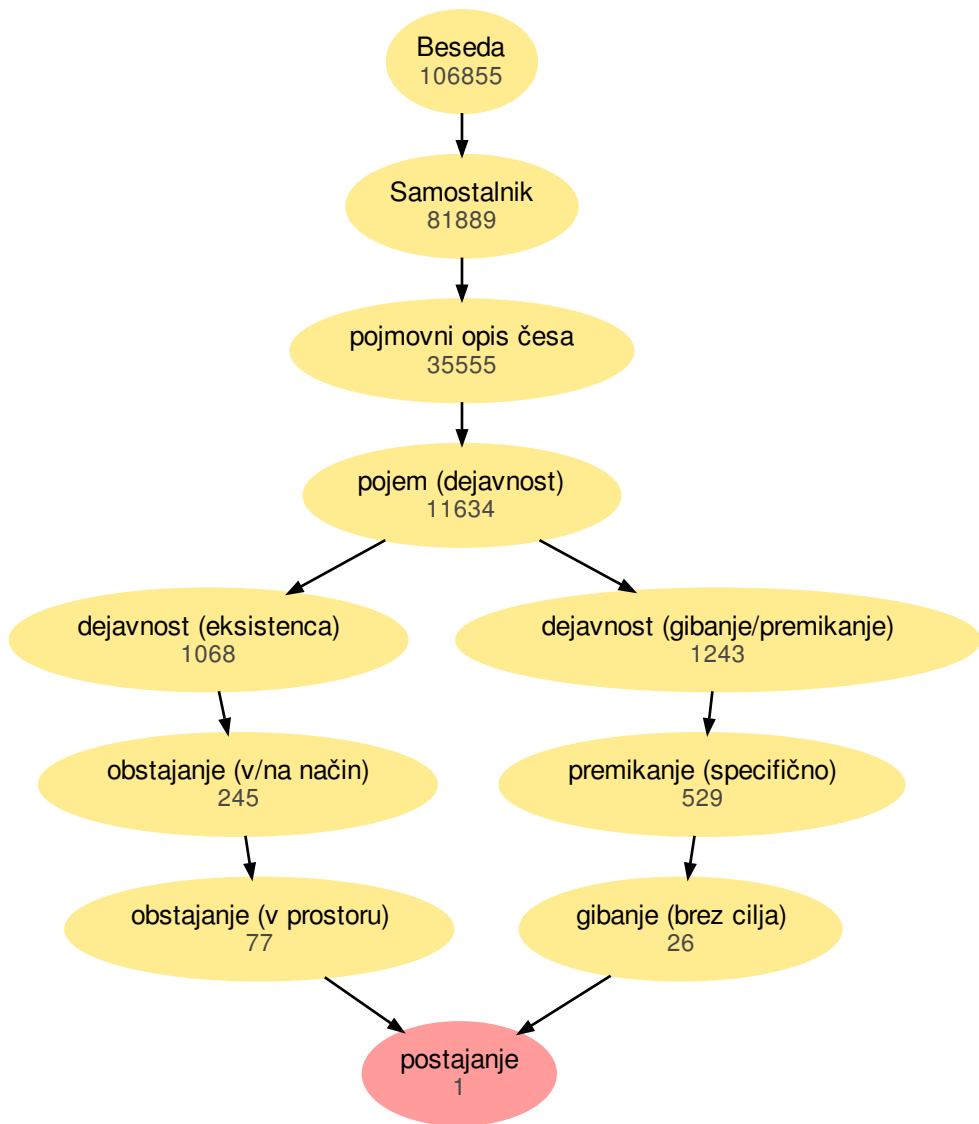 Beseda
106855
Samostalnik
81889
pojmovni opis česa
35555
pojem (dejavnost)
11634
dejavnost (eksistenca)
1068
dejavnost (gibanje/premikanje)
1243
obstajanje (v/na način)
245
premikanje (specifično)
529
obstajanje (v prostoru)
77
gibanje (brez cilja)
26
postajanje
1